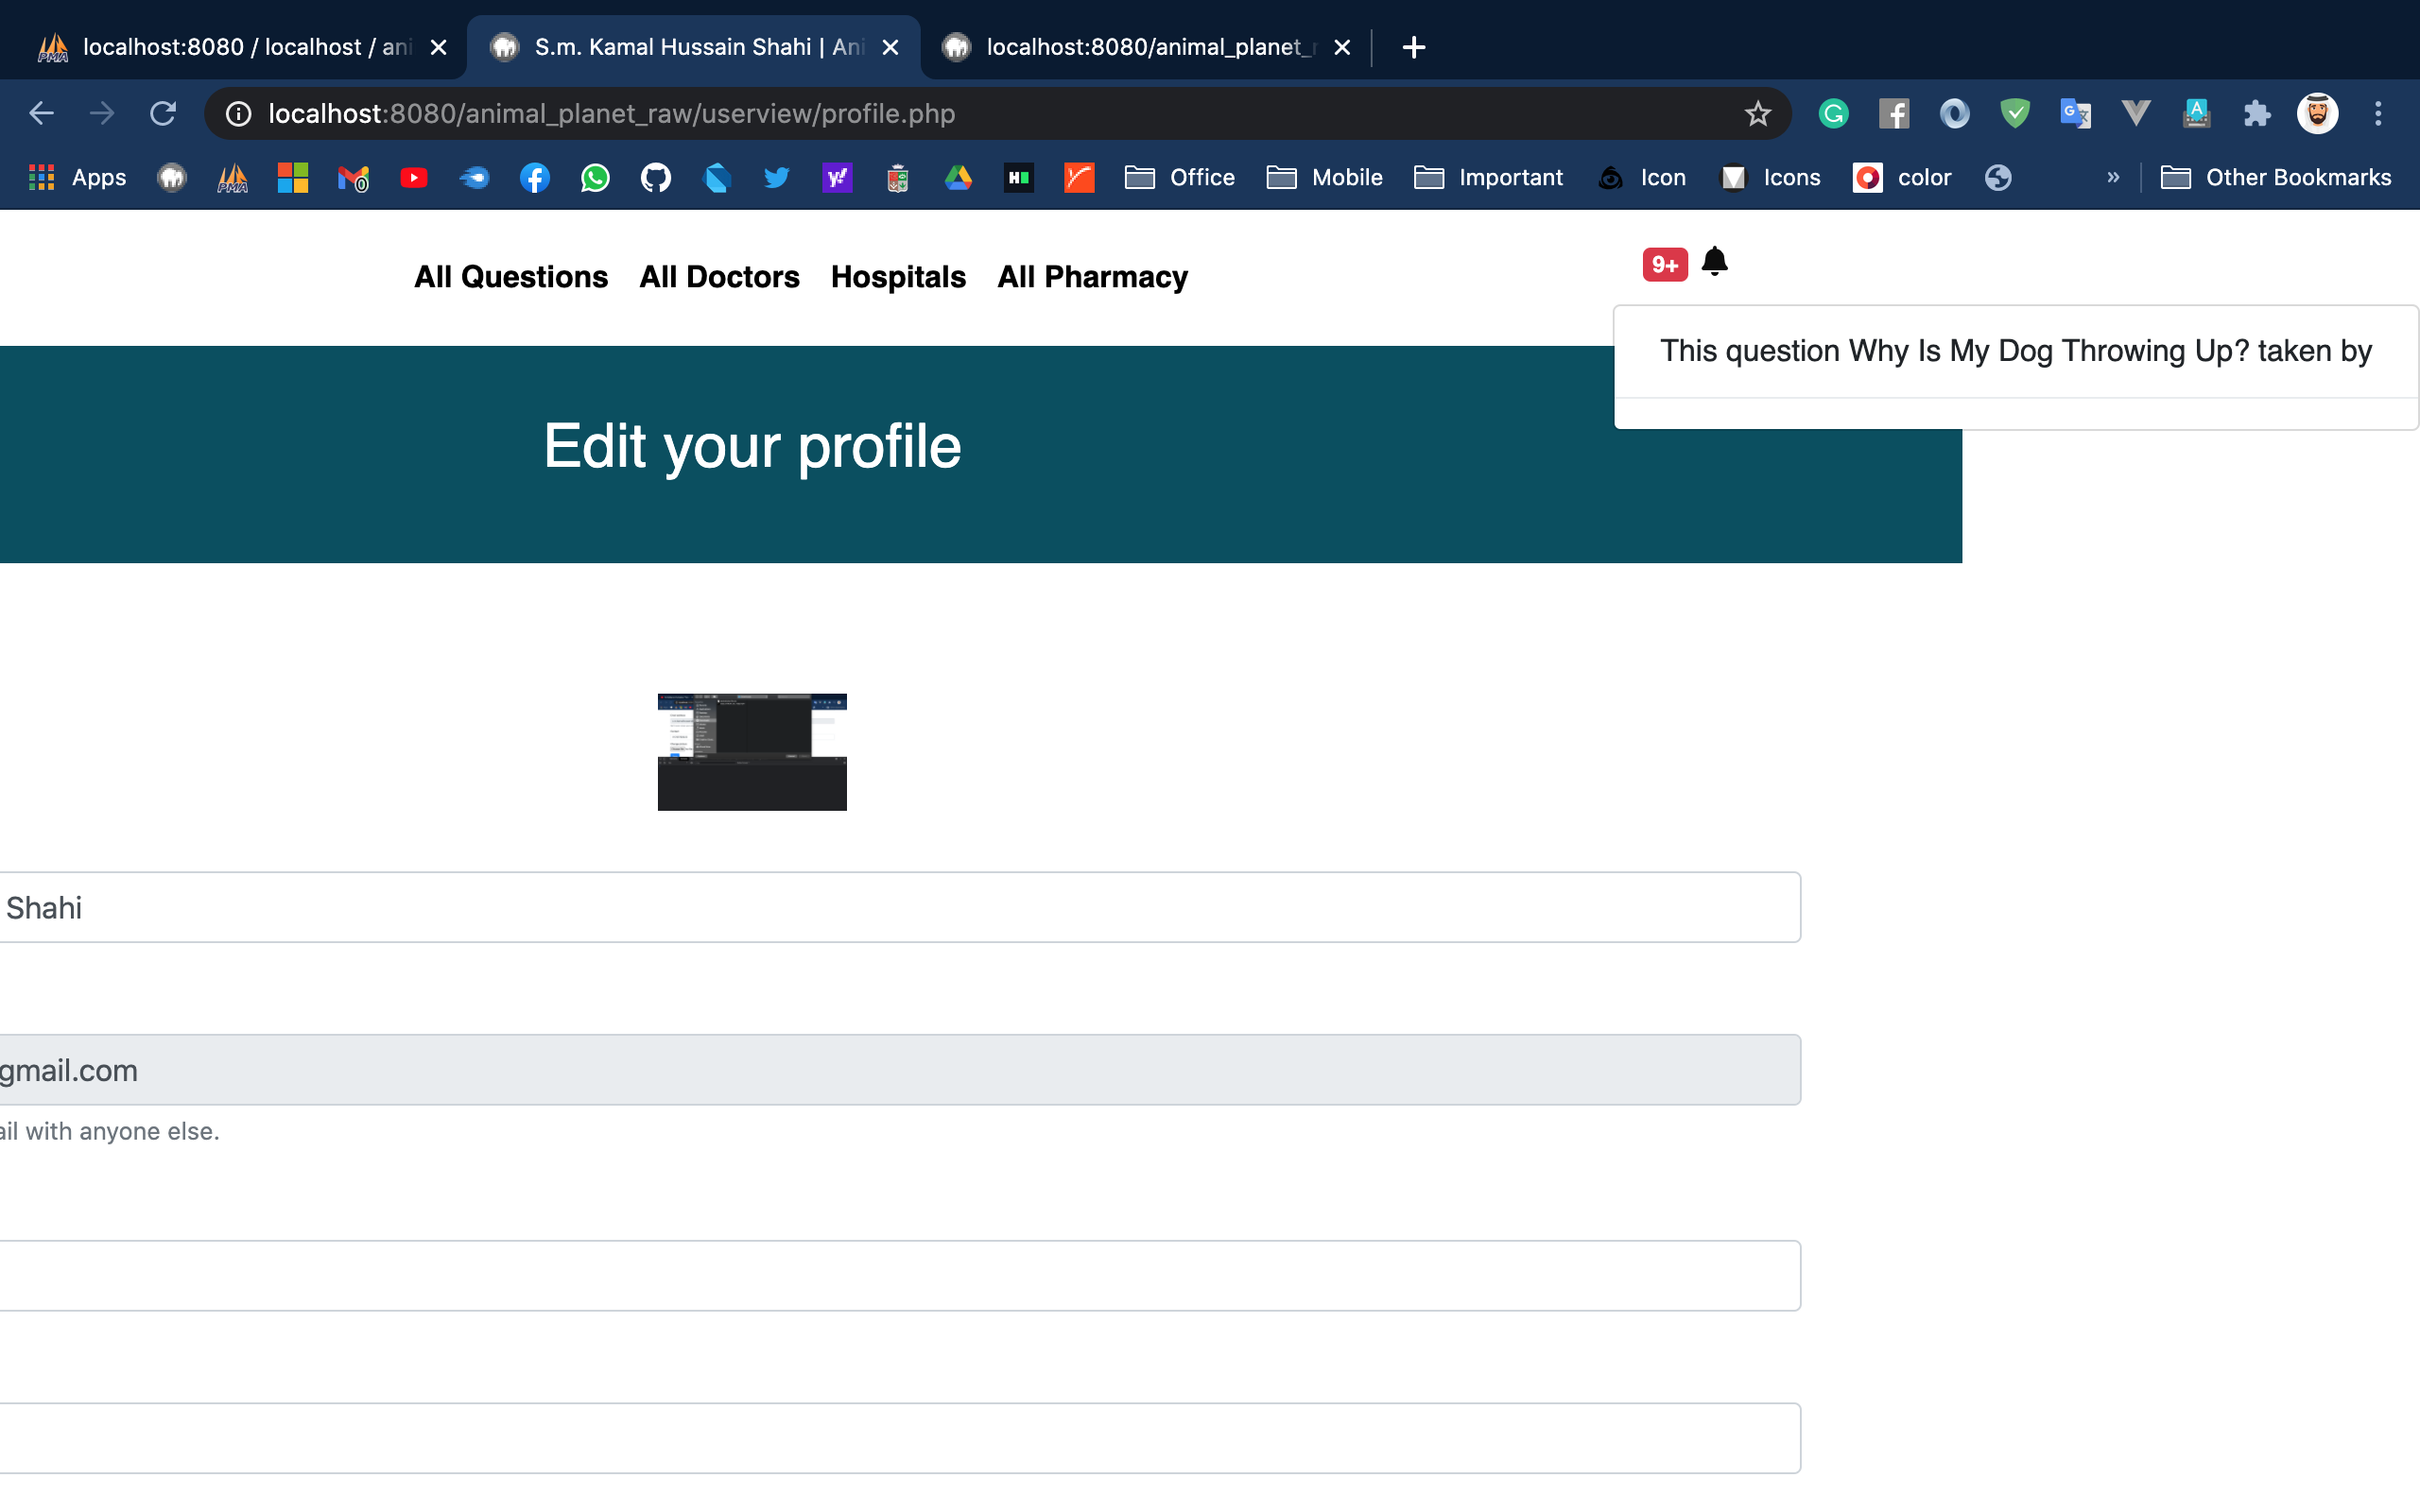 localhost:8080 / localhost / ani
S.m. Kamal Hussain Shahi | Ani
localhost:8080/animal_planet_r
localhost:8080/animal_planet_raw/userview/profile.php
Apps
Office
Mobile
Important
Icon
Icons
color
»
Other Bookmarks
All Questions
All Doctors
Hospitals
All Pharmacy
9+
This question Why Is My Dog Throwing Up? taken by
Edit your profile
Shahi
gmail.com
ail with anyone else.